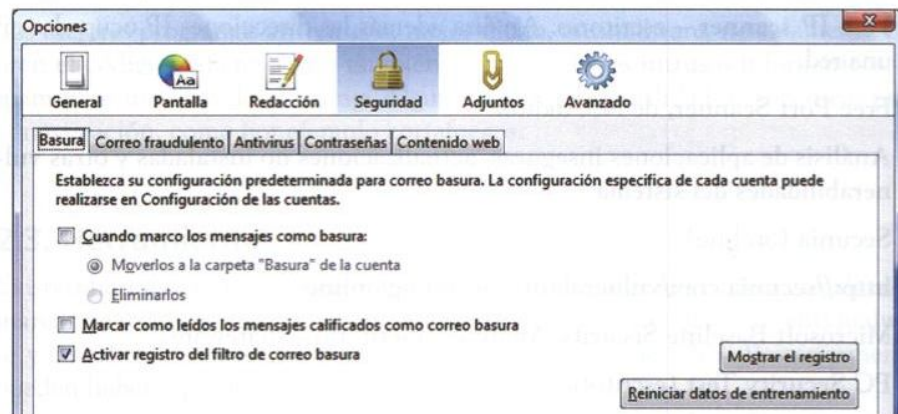 Opciones
General
Pantalla
Redacción
Seguridad
Adjuntos
Avanzado
Basura
Correo fraudulento
Antivirus
Contraseñas
Contenido web
Establezca su configuración predeterminada para correo basura. La configuración específica de cada cuenta puede
realizarse en Configuración de las cuentas.
Cuando marco los mensajes como basura:
Moverlos a la carpeta "Basura" de la cuenta
Eliminarlos
Marcar como leídos los mensajes calificados como correo basura
Activar registro del filtro de correo basura
Mostrar el registro
Reiniciar datos de entrenamiento